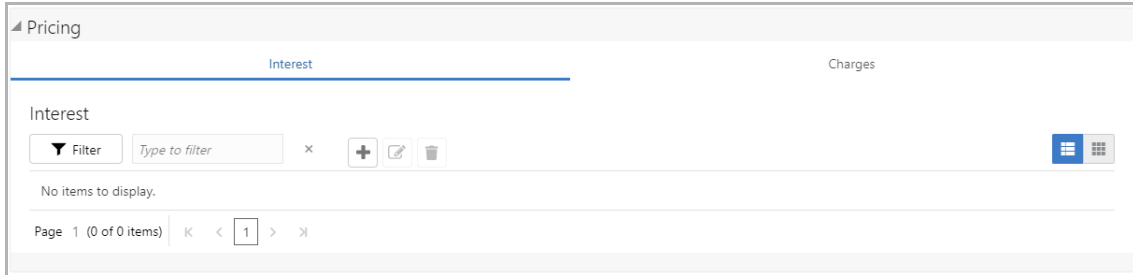 Pricing
Interest Charges
Interest
Filter Type to filter
No items to display.
Page 1 (0 of 0 items) 1